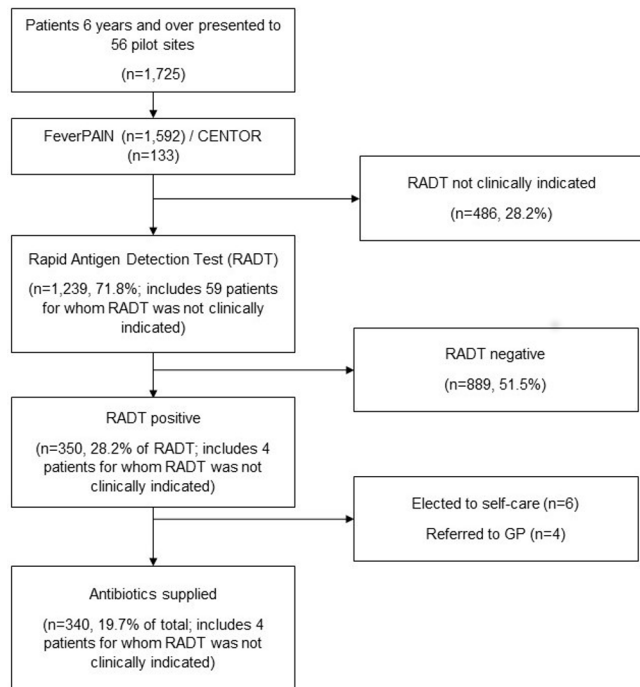 Patients 6 years and over presented to
56 pilot sites
(n=1,725)
FeverPAIN (n=1,592) / CENTOR
(n=133)
RADT not clinically indicated
(n=486, 28.2%)
Rapid Antigen Detection Test (RADT)
(n=1,239, 71.8%; includes 59 patients
for whom RADT was not clinically
indicated)
RADT negative
(n=889, 51.5%)
RADT positive
(n=350, 28.2% of RADT; includes 4
patients for whom RADT was not
clinically indicated)
Elected to self-care (n=6)
Referred to GP (n=4)
Antibiotics supplied
(n=340, 19.7% of total; includes 4
patients for whom RADT was not
clinically indicated)